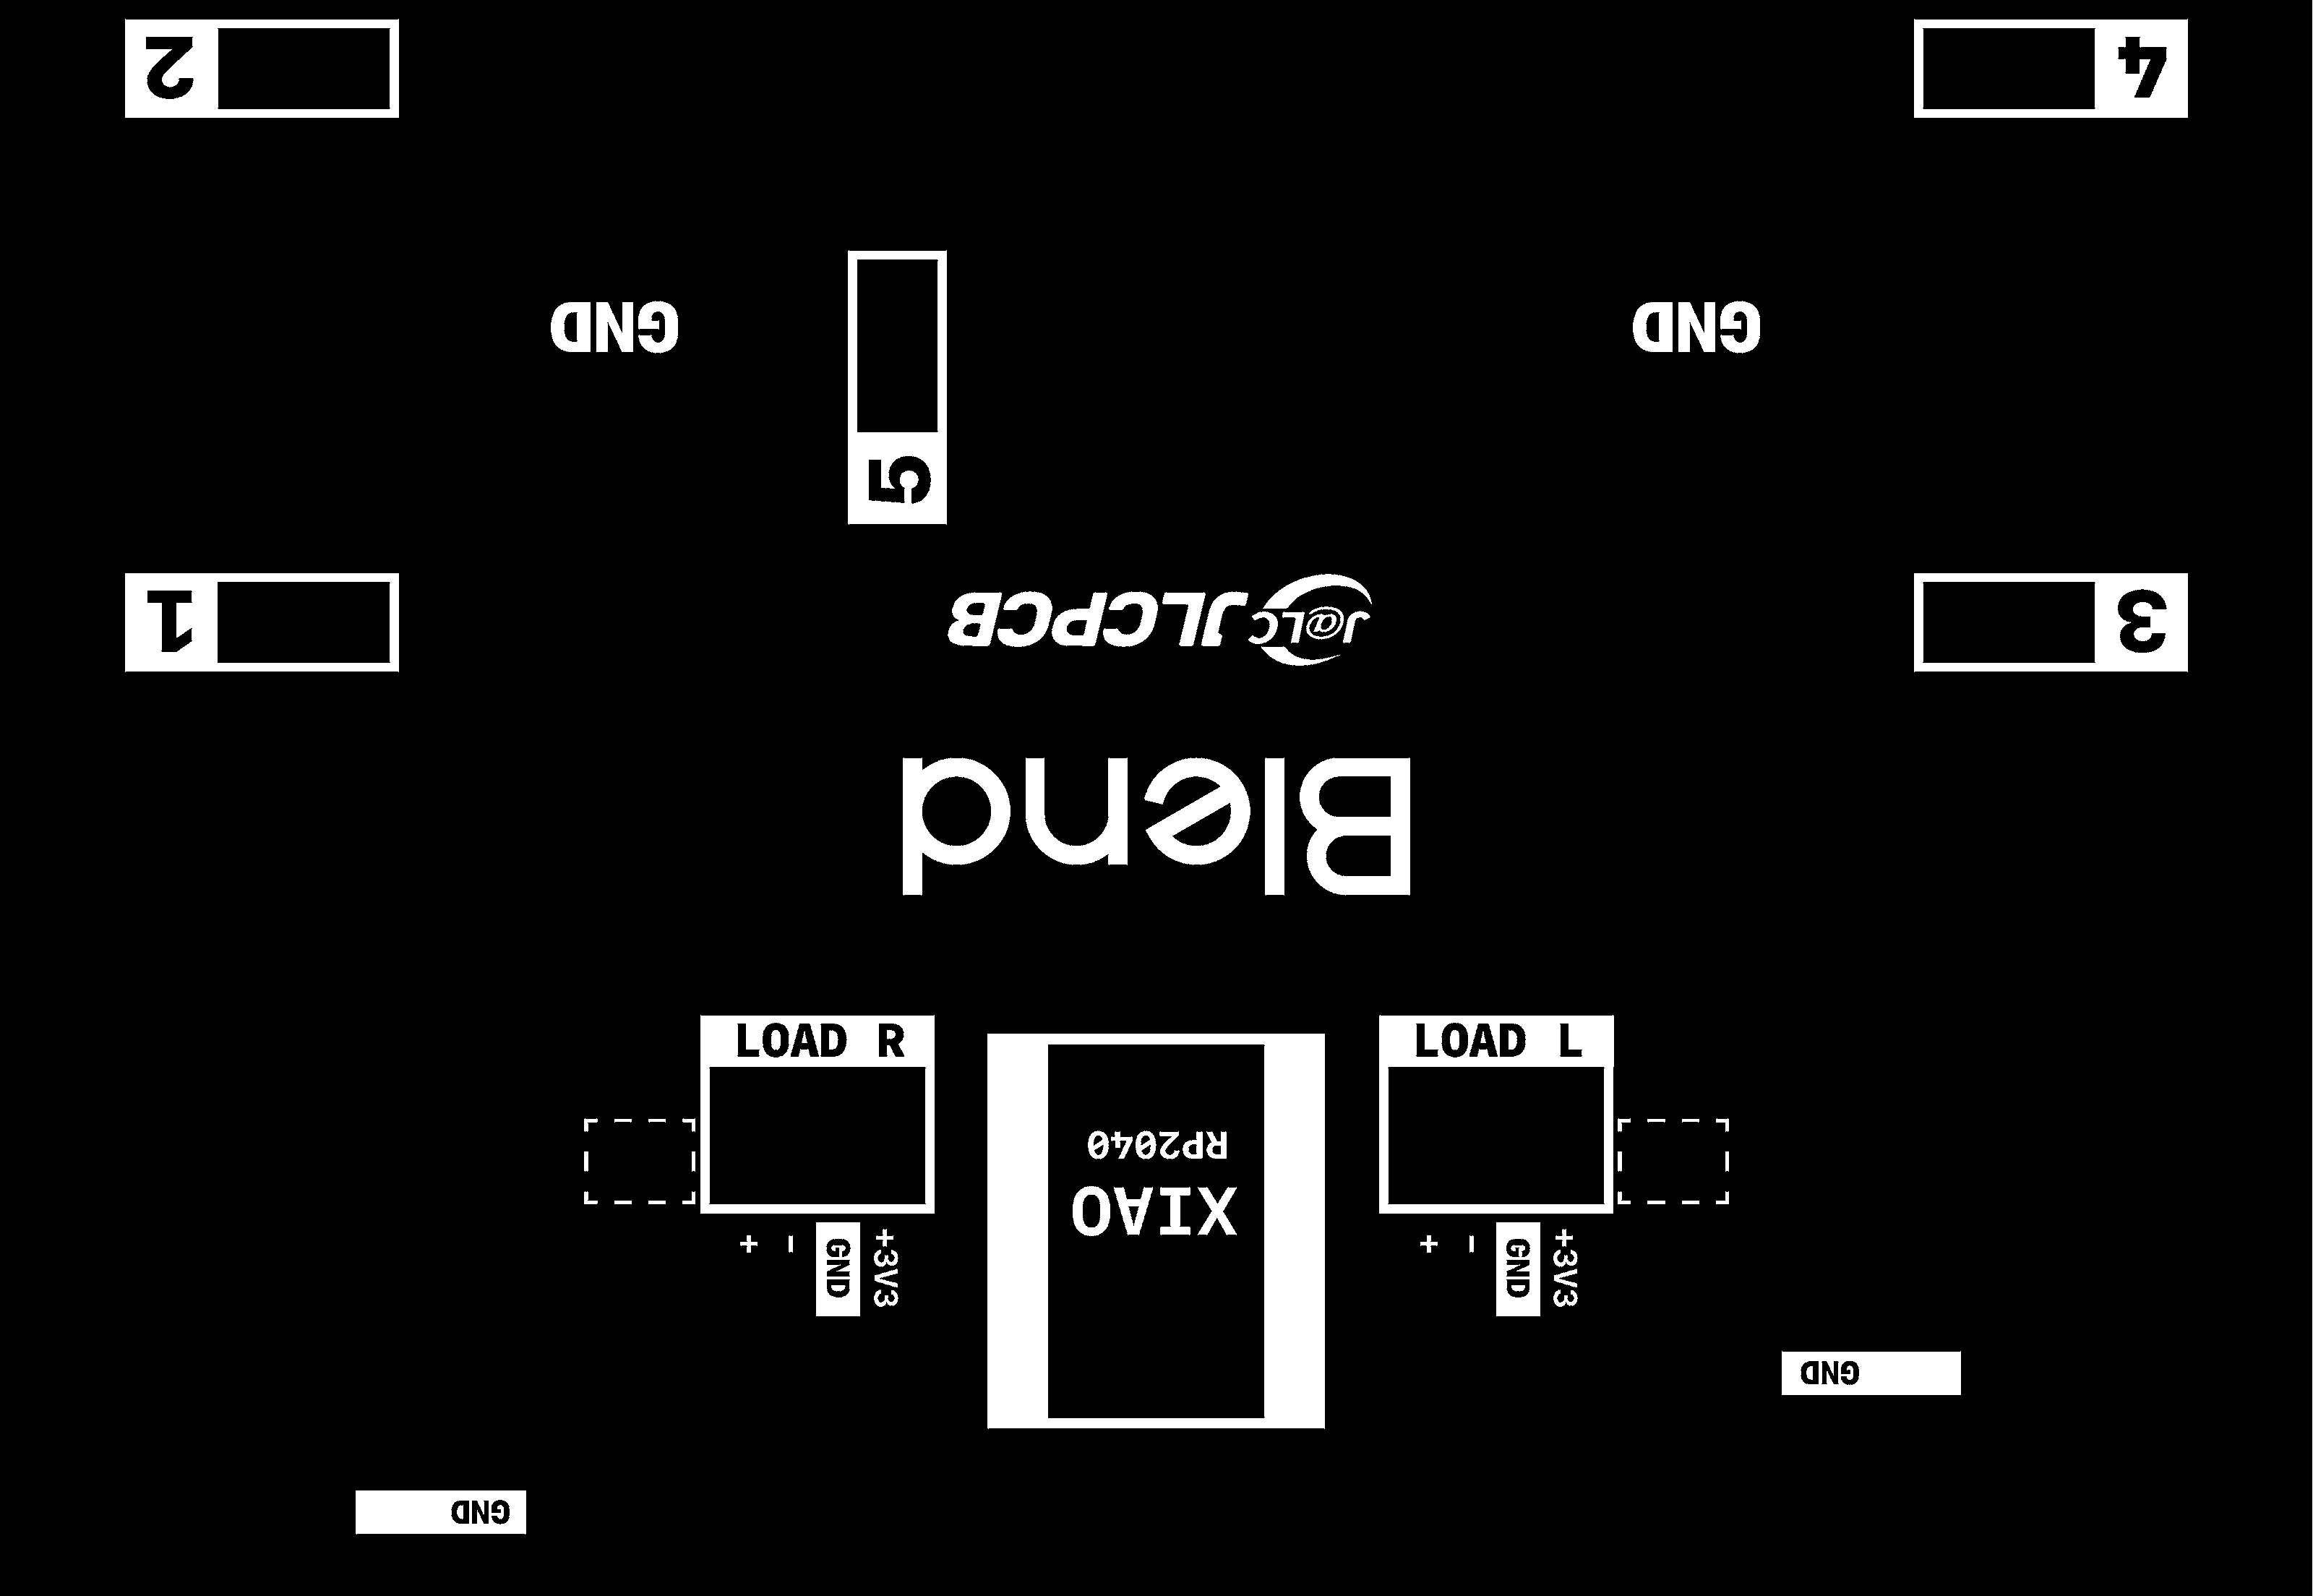 2
4
GND
GND
5
J@LC JLCPCB
1
3
Blend
LOAD R
LOAD L
RP2040
XIAO
+ - GND +3V3
+ - GND +3V3
GND
GND